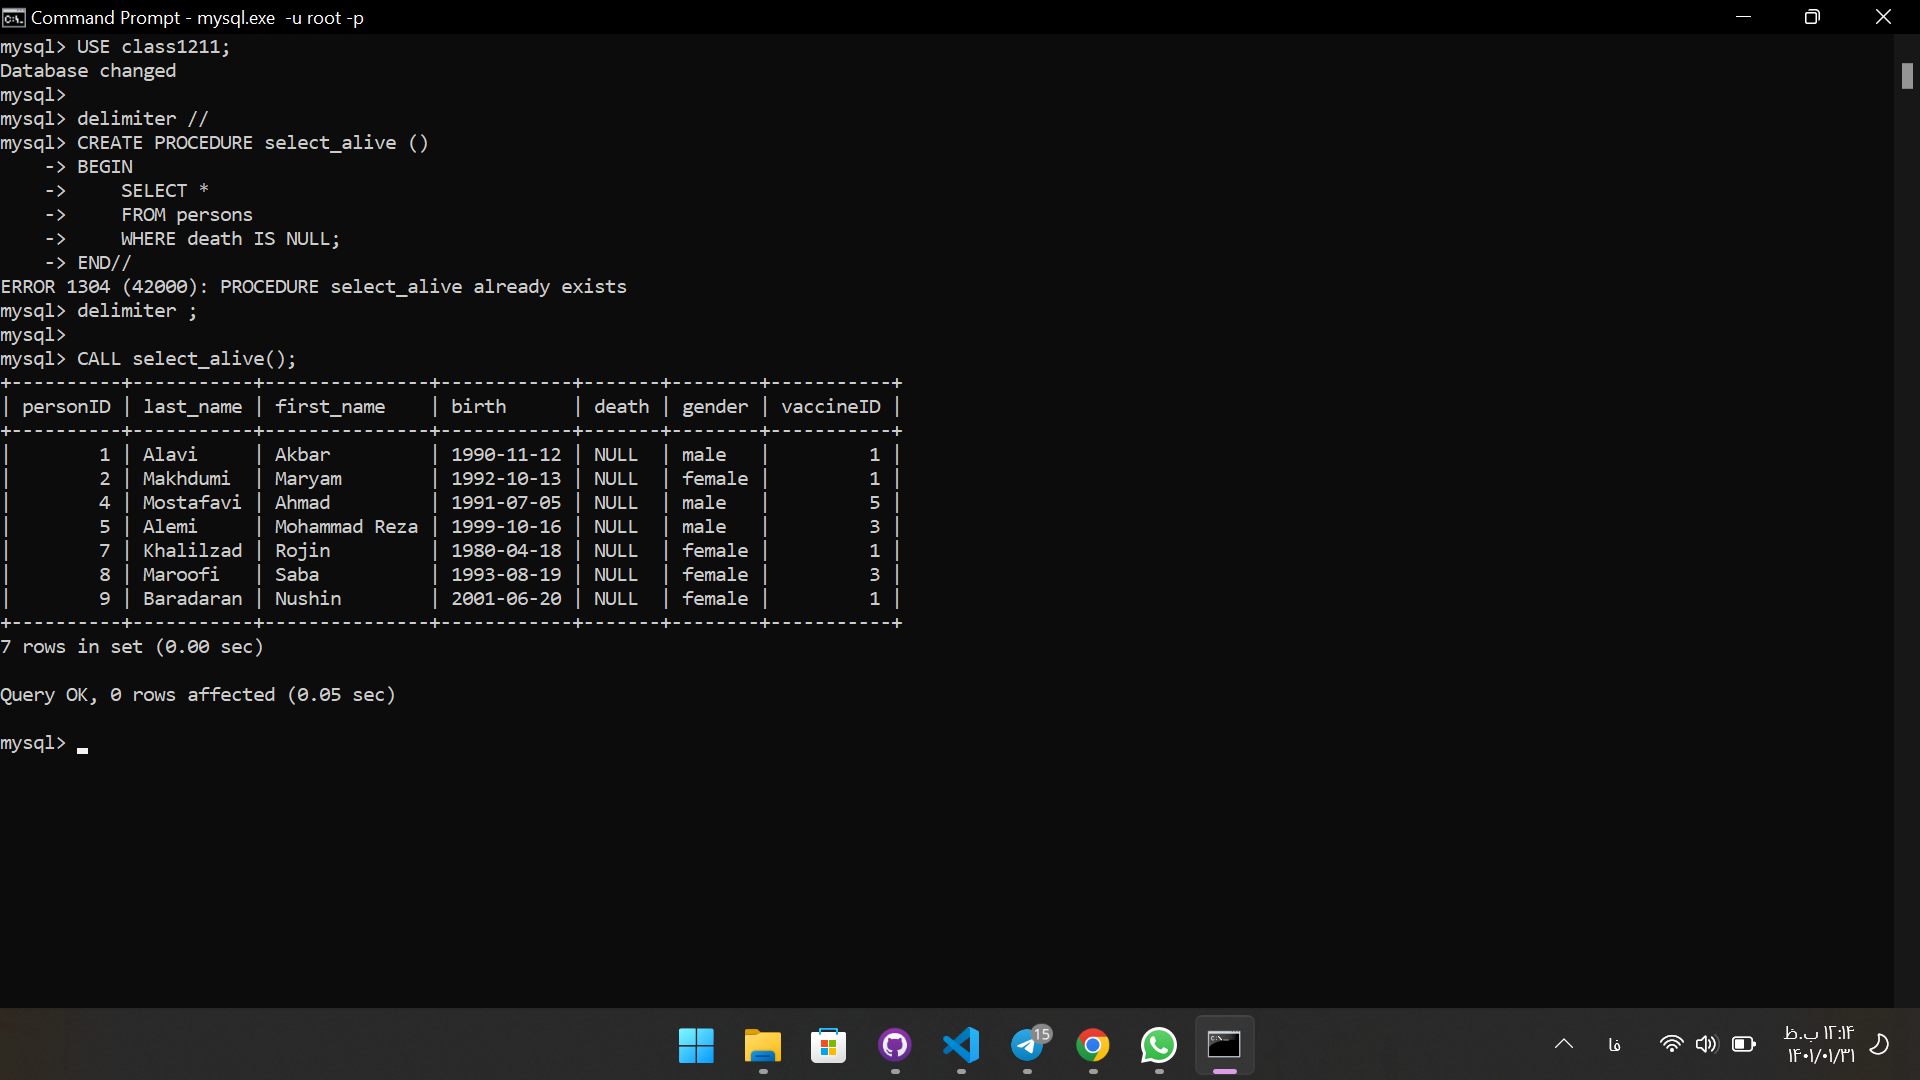 Command Prompt - mysql.exe  -u root -p
mysql> USE class1211;
Database changed
mysql>
mysql> delimiter //
mysql> CREATE PROCEDURE select_alive ()
    -> BEGIN
    ->     SELECT *
    ->     FROM persons
    ->     WHERE death IS NULL;
    -> END//
ERROR 1304 (42000): PROCEDURE select_alive already exists
mysql> delimiter ;
mysql>
mysql> CALL select_alive();
+----------+-----------+---------------+------------+-------+--------+-----------+
| personID | last_name | first_name    | birth      | death | gender | vaccineID |
+----------+-----------+---------------+------------+-------+--------+-----------+
|        1 | Alavi     | Akbar         | 1990-11-12 | NULL  | male   |         1 |
|        2 | Makhdumi  | Maryam        | 1992-10-13 | NULL  | female |         1 |
|        4 | Mostafavi | Ahmad         | 1991-07-05 | NULL  | male   |         5 |
|        5 | Alemi     | Mohammad Reza | 1999-10-16 | NULL  | male   |         3 |
|        7 | Khalilzad | Rojin         | 1980-04-18 | NULL  | female |         1 |
|        8 | Maroofi   | Saba          | 1993-08-19 | NULL  | female |         3 |
|        9 | Baradaran | Nushin        | 2001-06-20 | NULL  | female |         1 |
+----------+-----------+---------------+------------+-------+--------+-----------+
7 rows in set (0.00 sec)

Query OK, 0 rows affected (0.05 sec)

mysql>
15
فا
۱۲:۱۴ ب.ظ
۱۴۰۱/۰۱/۳۱